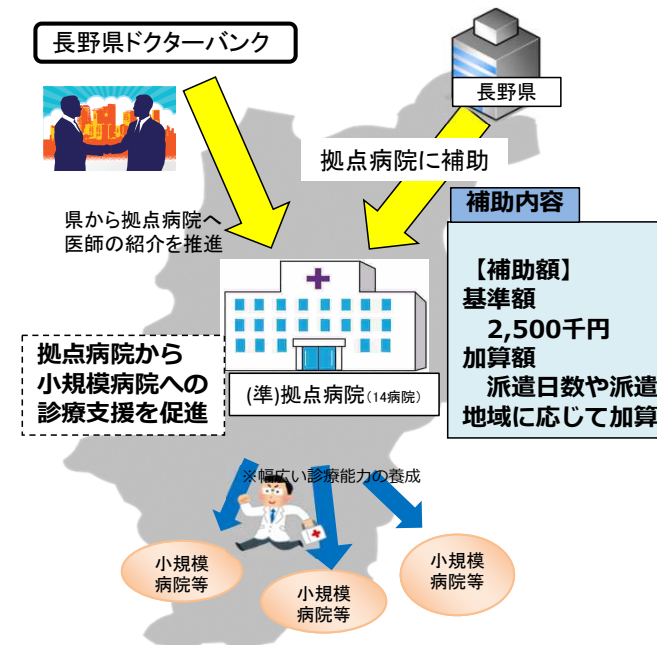 長野県ドクターバンク
長野県
拠点病院に補助
県から拠点病院へ
医師の紹介を推進
補助内容
【補助額】
基準額
2,500千円
加算額
派遣日数や派遣
地域に応じて加算
拠点病院から
小規模病院への
診療支援を促進
(準)拠点病院(14病院)
※幅広い診療能力の養成
小規模
病院等
小規模
病院等
小規模
病院等